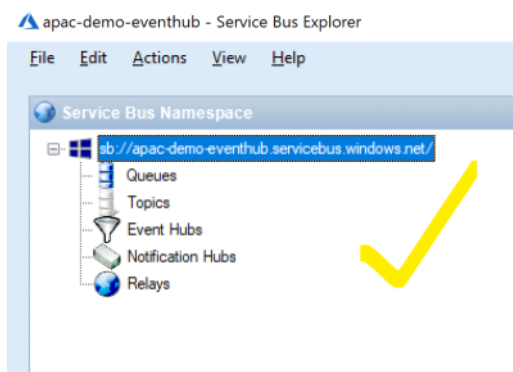 apac-demo-eventhub - Service Bus Explorer
File Edit Actions View Help
Service Bus Namespace
sb://apac-demo-eventhub.servicebus.windows.net/
Queues
Topics
Event Hubs
Notification Hubs
Relays